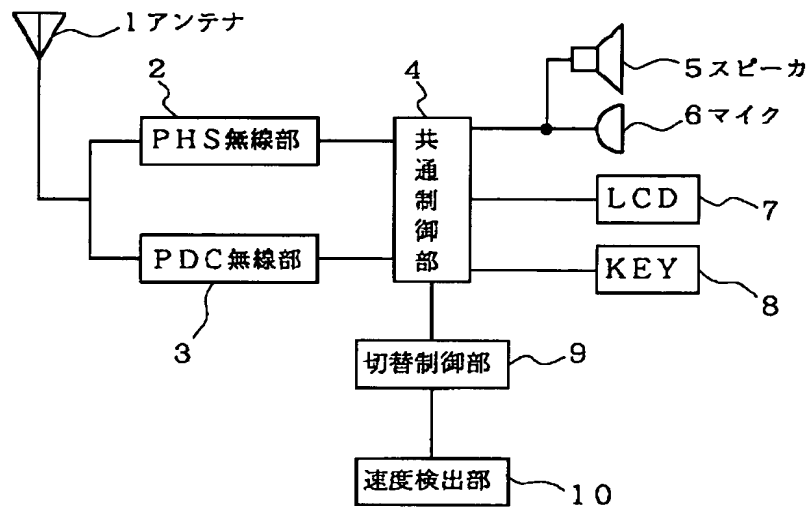 1アンテナ
2
PHS無線部
4
共通制御部
5スピーカ
6マイク
LCD
7
PDC無線部
3
KEY
8
切替制御部
9
速度検出部
10